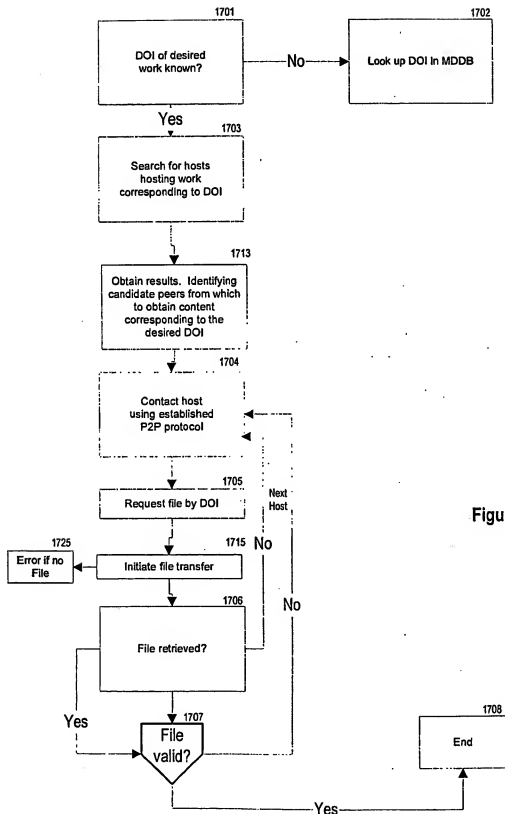 1701
DOI of desired
work known?
No
1702
Look up DOI in MDDB
Yes
1703
Search for hosts
hosting work
corresponding to DOI
1713
Obtain results. Identifying
candidate peers from which
to obtain content
corresponding to the
desired DOI
1704
Contact host
using established
P2P protocol
1705
Request file by DOI
Next
Host
Figu
1725
Error if no
File
1715
Initiate file transfer
No
No
1706
File retrieved?
Yes
1707
File
valid?
1708
End
Yes